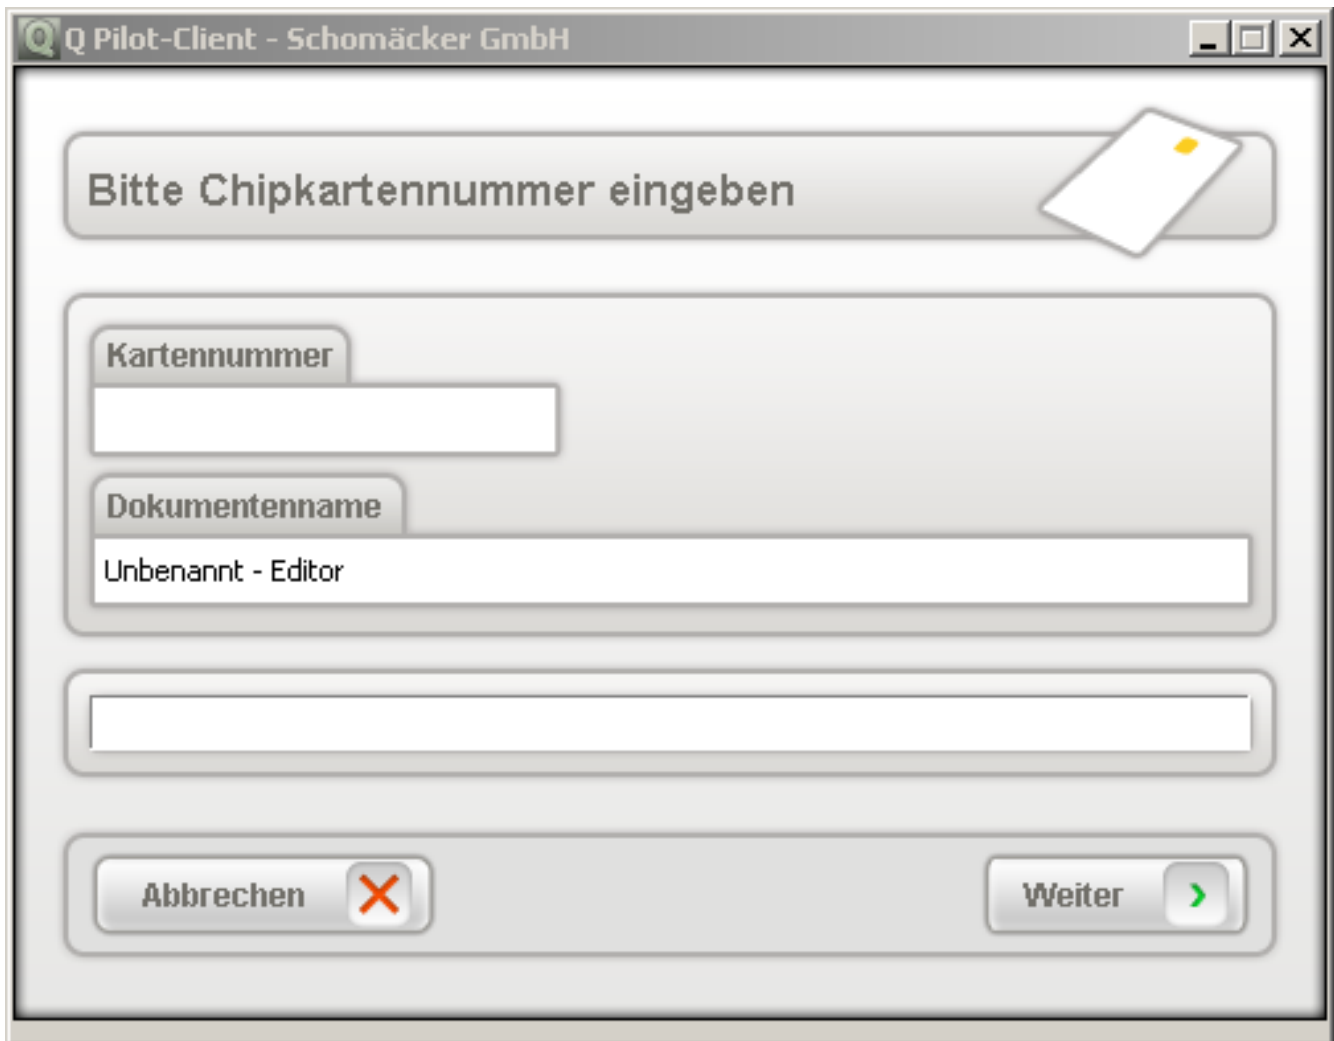 Q Pilot-Client - Schomäcker GmbH
Bitte Chipkartennummer eingeben
Kartennummer
Dokumentenname
Unbenannt - Editor
Abbrechen
Weiter